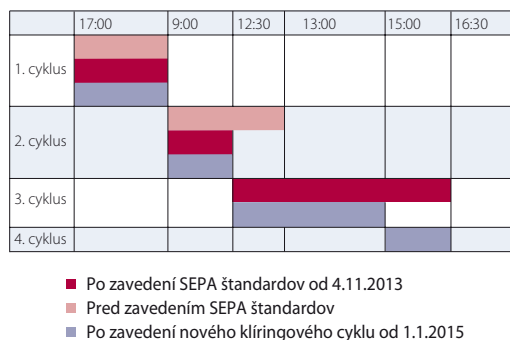 17:00 9:00 12:30 13:00 15:00 16:30
1. cyklus
2. cyklus
3. cyklus
4. cyklus
Po zavedení SEPA štandardov od 4.11.2013
Pred zavedením SEPA štandardov
Po zavedení nového klíringového cyklu od 1.1.2015